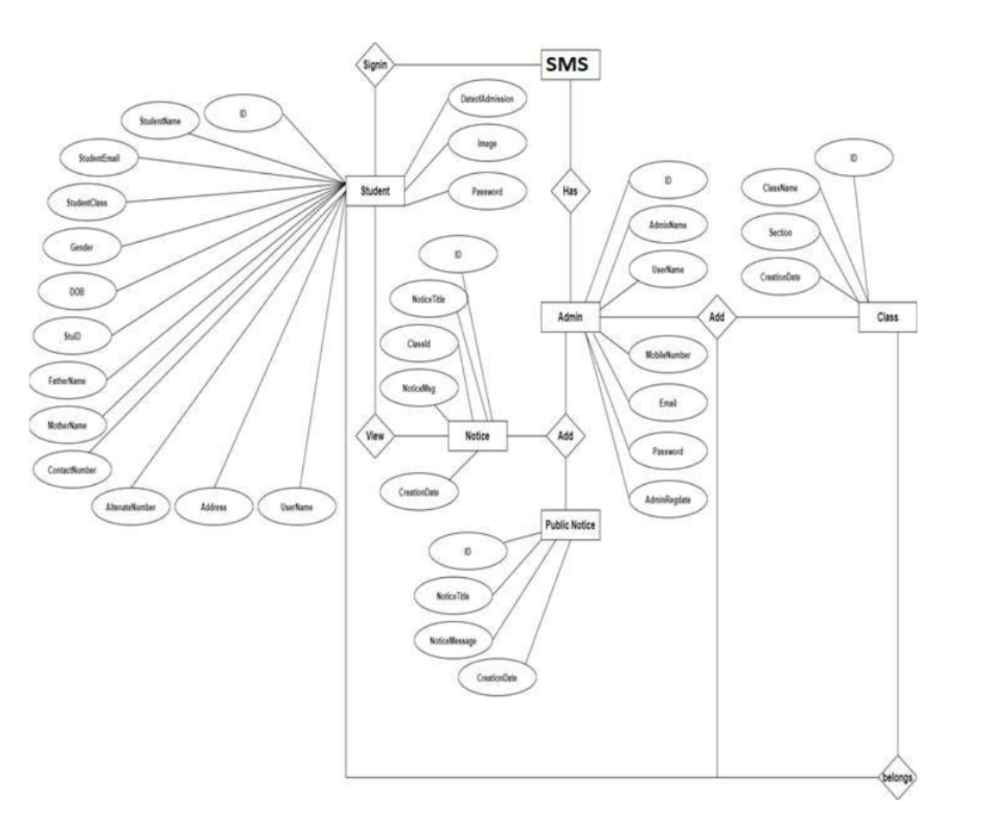 Signin
SMS
DateofAdmission
StudentName
ID
Image
StudentEmail
Student
Password
Has
StudentClass
Gender
DOB
StuID
FatherName
MotherName
ContactNumber
AltenateNumber
Address
UserName
ID
NoticeTitle
ClassId
NoticeMsg
View
Notice
Add
CreationDate
ID
AdminName
UserName
Admin
Add
MobileNumber
Email
Password
AdminRegdate
ID
ClassName
Section
CreationDate
Class
Public Notice
ID
NoticeTitle
NoticeMessage
CreationDate
belongs